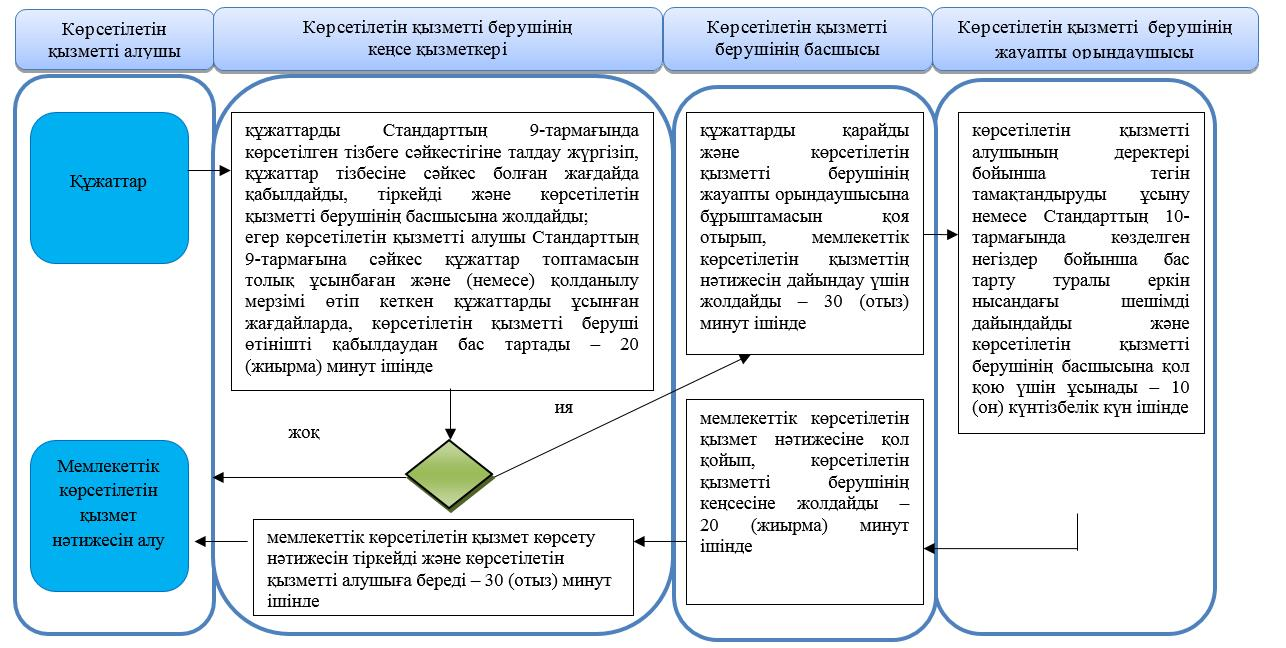 Көрсетілетін
қызметті алушы
Көрсетілетін қызметті берушінің
кеңсе қызметкері
Көрсетілетін қызметті
берушінің басшысы
Көрсетілетін қызметті берушінің
жауапты орындаушысы
Құжаттар
құжаттарды Стандарттың 9-тармағында
көрсетілген тізбеге сәйкестігіне талдау жүргізіп,
құжаттар тізбесіне сәйкес болған жағдайда
қабылдайды, тіркейді және көрсетілетін
қызметті берушінің басшысына жолдайды;
егер көрсетілетін қызметті алушы Стандарттың
9-тармағына сәйкес құжаттар топтамасын
толық ұсынбаған және (немесе) қолданылу
мерзімі өтіп кеткен құжаттарды ұсынған
жағдайларда, көрсетілетін қызметті беруші
өтінішті қабылдаудан бас тартады – 20
(жиырма) минут ішінде
құжаттарды қарайды
және көрсетілетін
қызметті берушінің
жауапты орындаушысына
бұрыштамасын қоя
отырып, мемлекеттік
көрсетілетін қызметтің
нәтижесін дайындау үшін
жолдайды – 30 (отыз)
минут ішінде
көрсетілетін қызметті
алушының деректері
бойынша тегін
тамақтандыруды ұсыну
немесе Стандарттың 10-
тармағында көзделген
негіздер бойынша бас
тарту туралы еркін
нысандағы шешімді
дайындайды және
көрсетілетін қызметті
берушінің басшысына қол
қою үшін ұсынады – 10
(он) күнтізбелік күн ішінде
ия
жоқ
мемлекеттік көрсетілетін
қызмет нәтижесіне қол
қойып, көрсетілетін
қызметті берушінің
кеңсесіне жолдайды –
20 (жиырма) минут
ішінде
Мемлекеттік
көрсетілетін
қызмет
нәтижесін алу
мемлекеттік көрсетілетін қызмет көрсету
нәтижесін тіркейді және көрсетілетін
қызметті алушыға береді – 30 (отыз) минут
ішінде